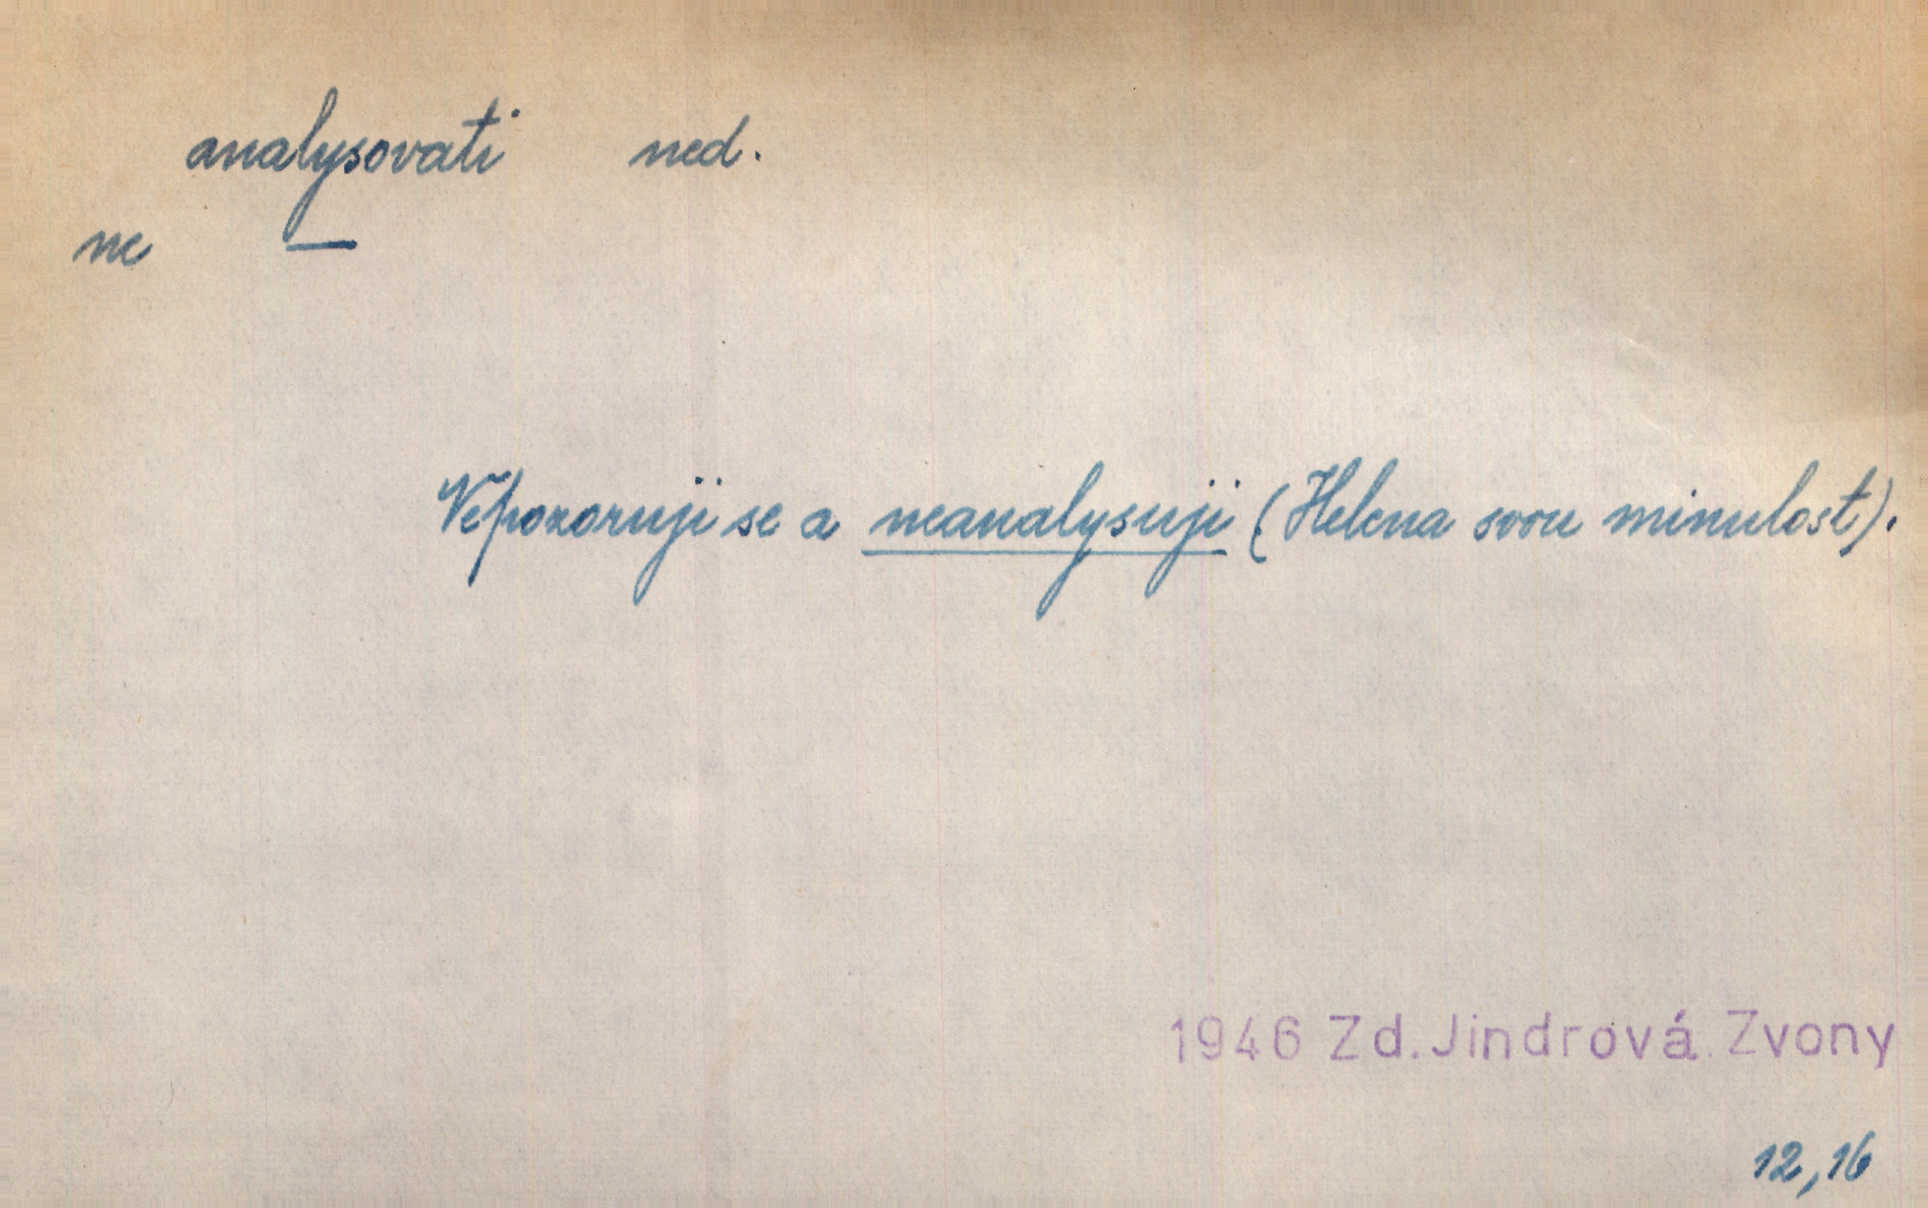 analysovati ned.
ne —
Nepozoruji se a neanalysuji (Helena svou minulost).
1946 Zd. Jindrová Zvony
12,16